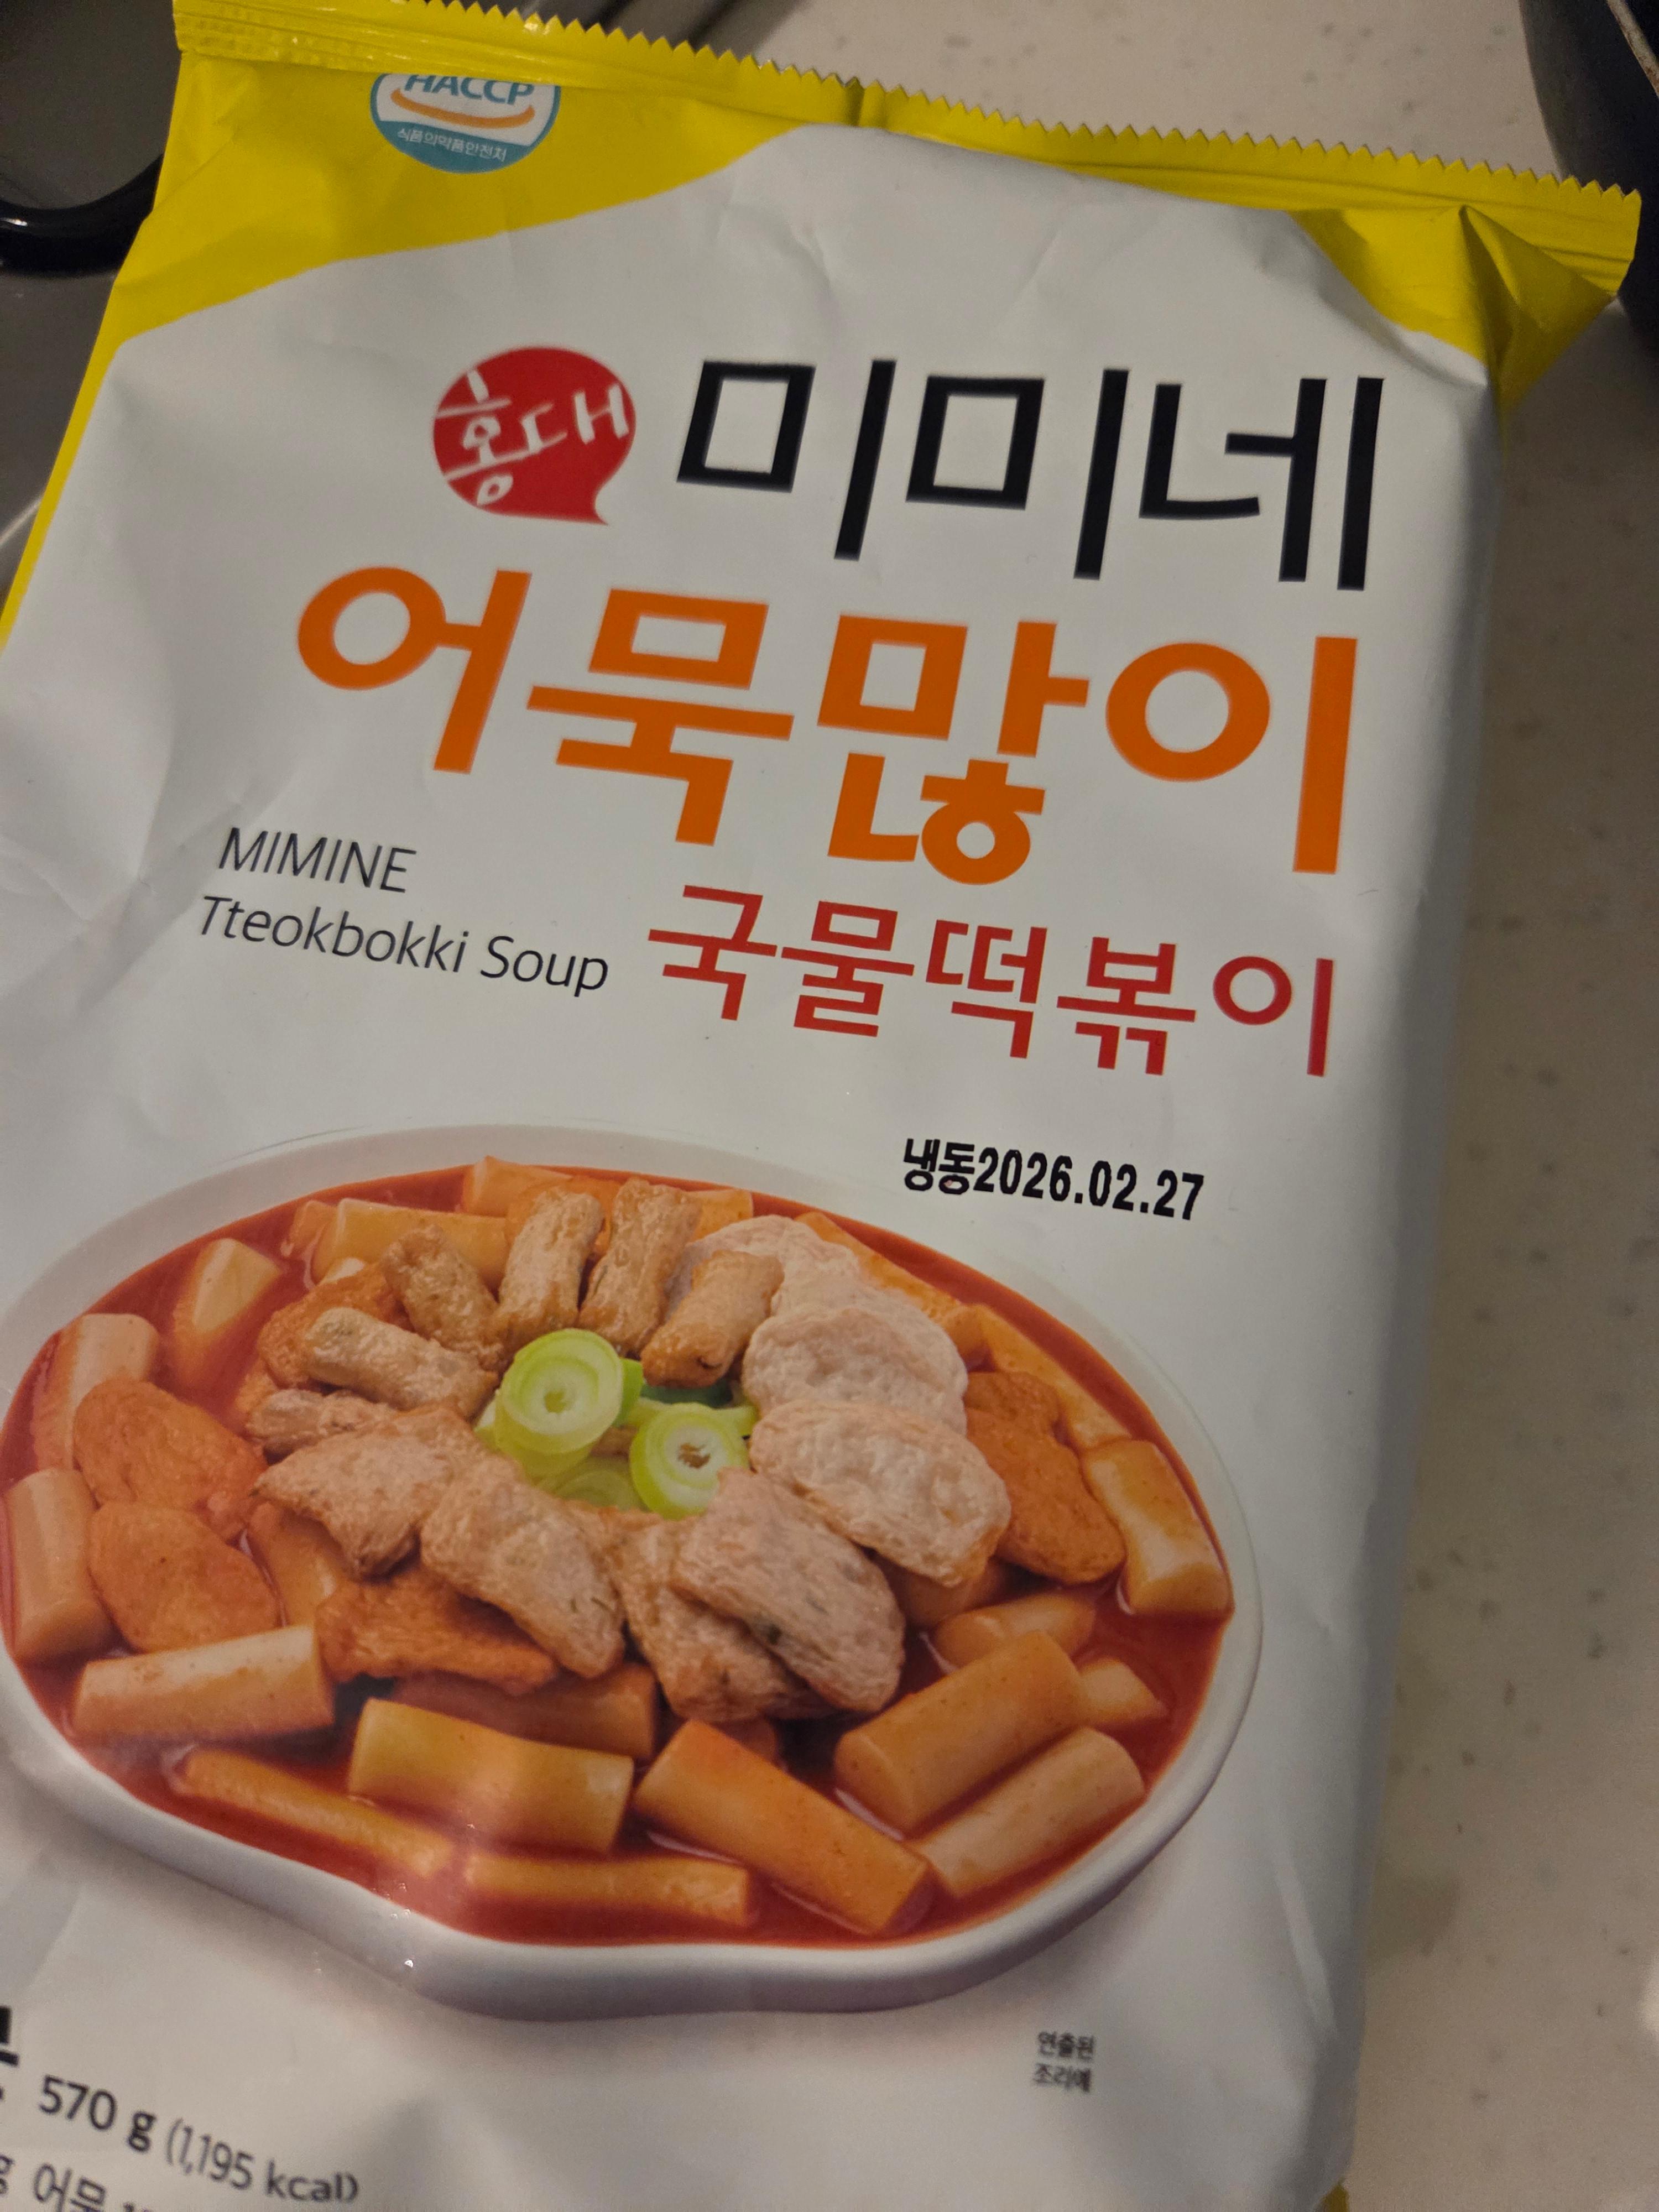 HACCP
식품의약품안전처
홍대
미미네
어묵많이
MIMINE
Tteokbokki Soup
국물떡볶이
냉동2026.02.27
연출된
조리예
570 g (1,195 kcal)
어묵